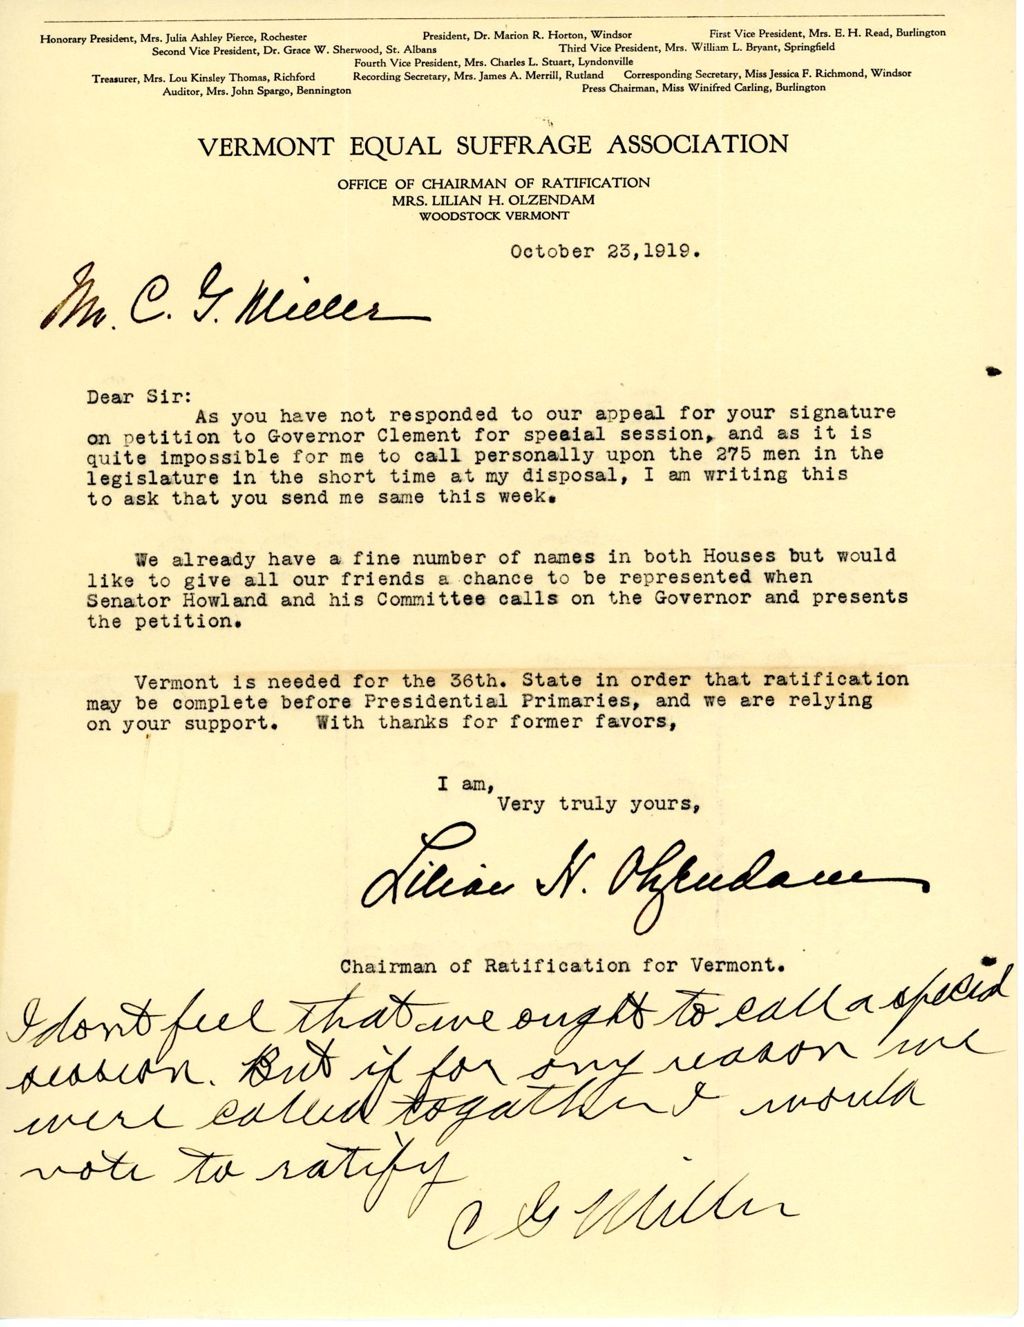 Honorary President, Mrs. Julia Ashley Pierce, Rochester President, Dr. Marion R. Horton, Windsor First Vice President, Mrs. E. H. Read, Burlington
Second Vice President, Dr. Grace W. Sherwood, St. Albans Third Vice President, Mrs. William L. Bryant, Springfield
Fourth Vice President, Mrs. Charles L. Stuart, Lyndonville
Treasurer, Mrs. Lou Kinsley Thomas, Richford Recording Secretary, Mrs. James A. Merrill, Rutland Corresponding Secretary, Miss Jessica F. Richmond, Windsor
Auditor, Mrs. John Spargo, Bennington Press Chairman, Miss Winifred Carling, Burlington
VERMONT EQUAL SUFFRAGE ASSOCIATION
OFFICE OF CHAIRMAN OF RATIFICATION
MRS. LILIAN H. OLZENDAM
WOODSTOCK VERMONT
October 23,1919.
Mr. C. G. Miller
Dear Sir:
As you have not responded to our appeal for your signature
on petition to Governor Clement for special session, and as it is
quite impossible for me to call personally upon the 275 men in the
legislature in the short time at my disposal, I am writing this
to ask that you send me same this week.
We already have a fine number of names in both Houses but would
like to give all our friends a chance to be represented when
Senator Howland and his Committee calls on the Governor and presents
the petition.
Vermont is needed for the 36th. State in order that ratification
may be complete before Presidential Primaries, and we are relying
on your support. With thanks for former favors,
I am,
Very truly yours,
Lilian H. Olzendam
Chairman of Ratification for Vermont.
I dont feel that we ought to call a special
session. But if for any reason we
were called togather I would
vote to ratify
C G Miller